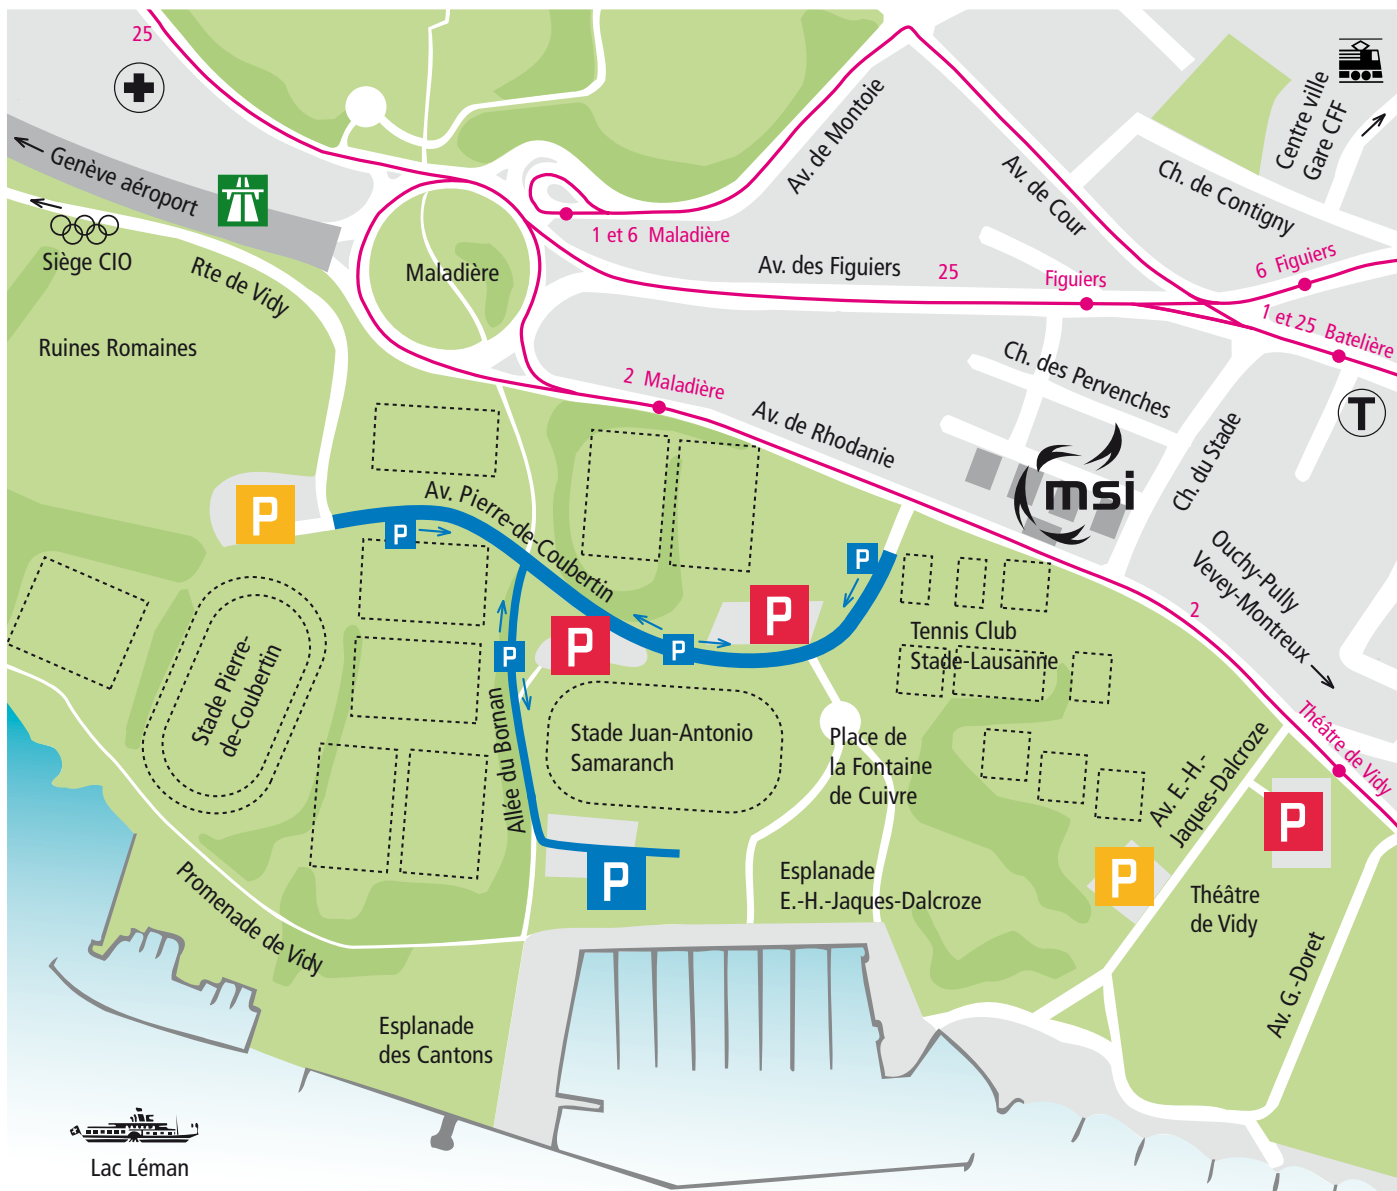 25
Genève aéroport
Siège CIO
Rte de Vidy
Ruines Romaines
Maladière
1 et 6 Maladière
Av. de Montoie
Av. de Cour
Centre ville
Gare CFF
Ch. de Contigny
Av. des Figuiers
25
Figuiers
6 Figuiers
1 et 25 Batelière
T
2 Maladière
Av. de Rhodanie
Ch. des Pervenches
Ch. du Stade
msi
Ouchy-Pully
Vevey-Montreux
2
Théâtre de Vidy
P
Av. Pierre-de-Coubertin
P
P
P
P
P
P
Tennis Club
Stade-Lausanne
Stade Pierre-
de-Coubertin
Allée du Bornan
Stade Juan-Antonio
Samaranch
Place de
la Fontaine
de Cuivre
Av. E.-H.-
Jaques-Dalcroze
P
P
P
Esplanade
E.-H.-Jaques-Dalcroze
Théâtre
de Vidy
Av. G.-Doret
Promenade de Vidy
Esplanade
des Cantons
Lac Léman